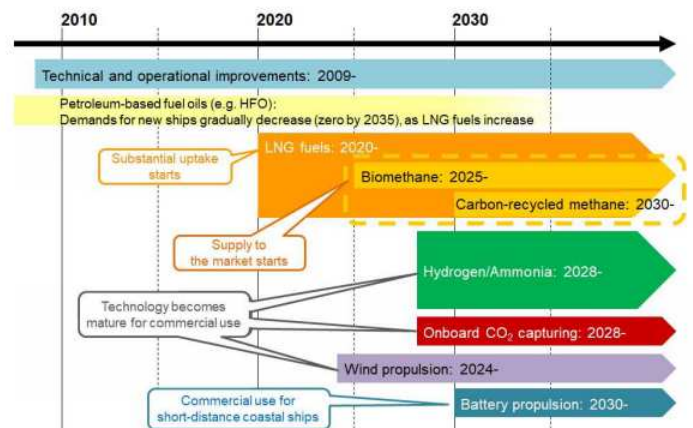 2010 2020 2030
Technical and operational improvements: 2009-
Petroleum-based fuel oils (e.g. HFO):
Demands for new ships gradually decrease (zero by 2035), as LNG fuels increase
LNG fuels: 2020-
Substantial uptake
starts
Biomethane: 2025-
Carbon-recycled methane: 2030-
Supply to
the market starts
Hydrogen/Ammonia: 2028-
Technology becomes
mature for commercial use
Onboard CO₂ capturing: 2028-
Wind propulsion: 2024-
Commercial use for
short-distance coastal ships
Battery propulsion: 2030-